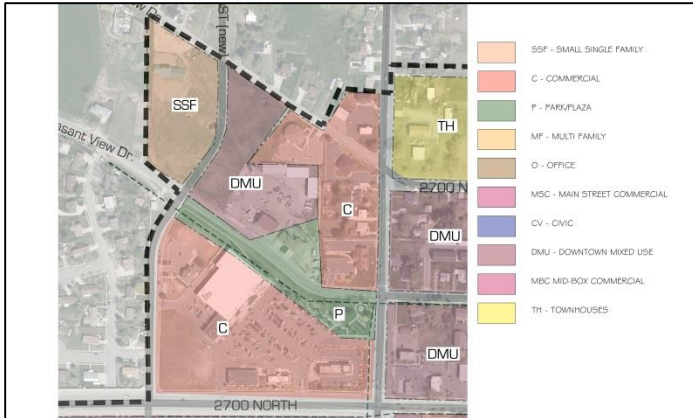 ST (new)
SSF
asant View Dr.
DMU
TH
2700 N
C
DMU
P
C
DMU
2700 NORTH
SSF - SMALL SINGLE FAMILY
C - COMMERCIAL
P - PARK/PLAZA
MF - MULTI FAMILY
O - OFFICE
MSC - MAIN STREET COMMERCIAL
CV - CIVIC
DMU - DOWNTOWN MIXED USE
MBC MID-BOX COMMERCIAL
TH - TOWNHOUSES